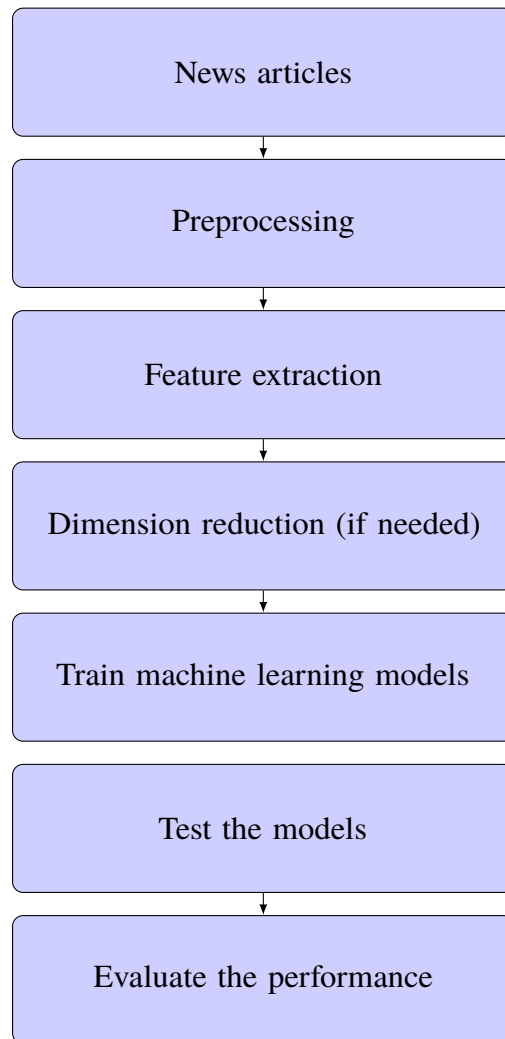 News articles
Preprocessing
Feature extraction
Dimension reduction (if needed)
Train machine learning models
Test the models
Evaluate the performance